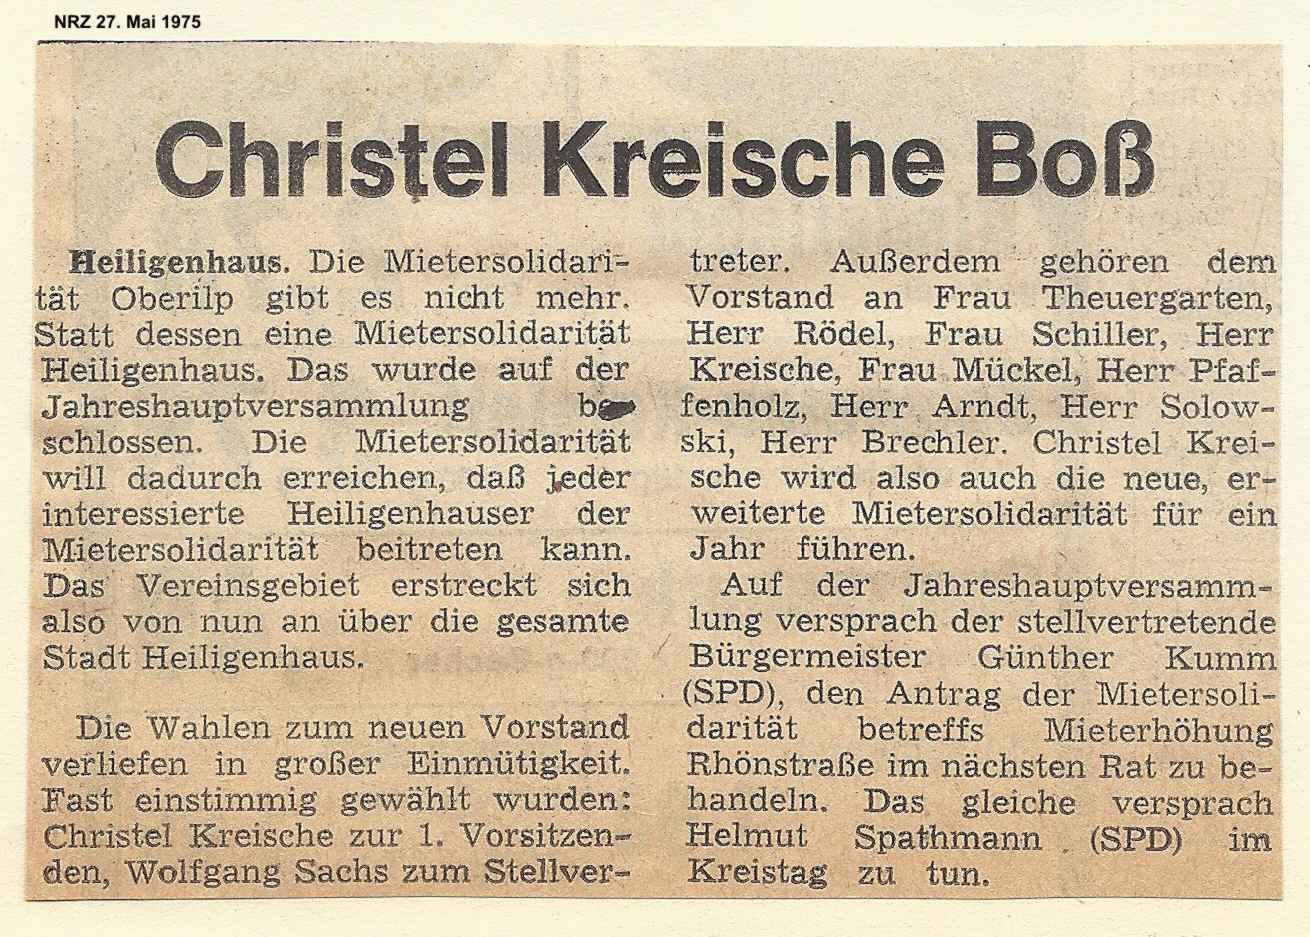 NRZ 27. Mai 1975
Christel Kreische Boß
Heiligenhaus. Die Mietersolidari-
tät Oberilp gibt es nicht mehr.
Statt dessen eine Mietersolidarität
Heiligenhaus. Das wurde auf der
Jahreshauptversammlung be-
schlossen. Die Mietersolidarität
will dadurch erreichen, daß jeder
interessierte Heiligenhauser der
Mietersolidarität beitreten kann.
Das Vereinsgebiet erstreckt sich
also von nun an über die gesamte
Stadt Heiligenhaus.
Die Wahlen zum neuen Vorstand
verliefen in großer Einmütigkeit.
Fast einstimmig gewählt wurden:
Christel Kreische zur 1. Vorsitzen-
den, Wolfgang Sachs zum Stellver-
treter. Außerdem gehören dem
Vorstand an Frau Theuergarten,
Herr Rödel, Frau Schiller, Herr
Kreische, Frau Mückel, Herr Pfaf-
fenholz, Herr Arndt, Herr Solow-
ski, Herr Brechler. Christel Krei-
sche wird also auch die neue, er-
weiterte Mietersolidarität für ein
Jahr führen.
Auf der Jahreshauptversamm-
lung versprach der stellvertretende
Bürgermeister Günther Kumm
(SPD), den Antrag der Mietersoli-
darität betreffs Mieterhöhung
Rhönstraße im nächsten Rat zu be-
handeln. Das gleiche versprach
Helmut Spathmann (SPD) im
Kreistag zu tun.